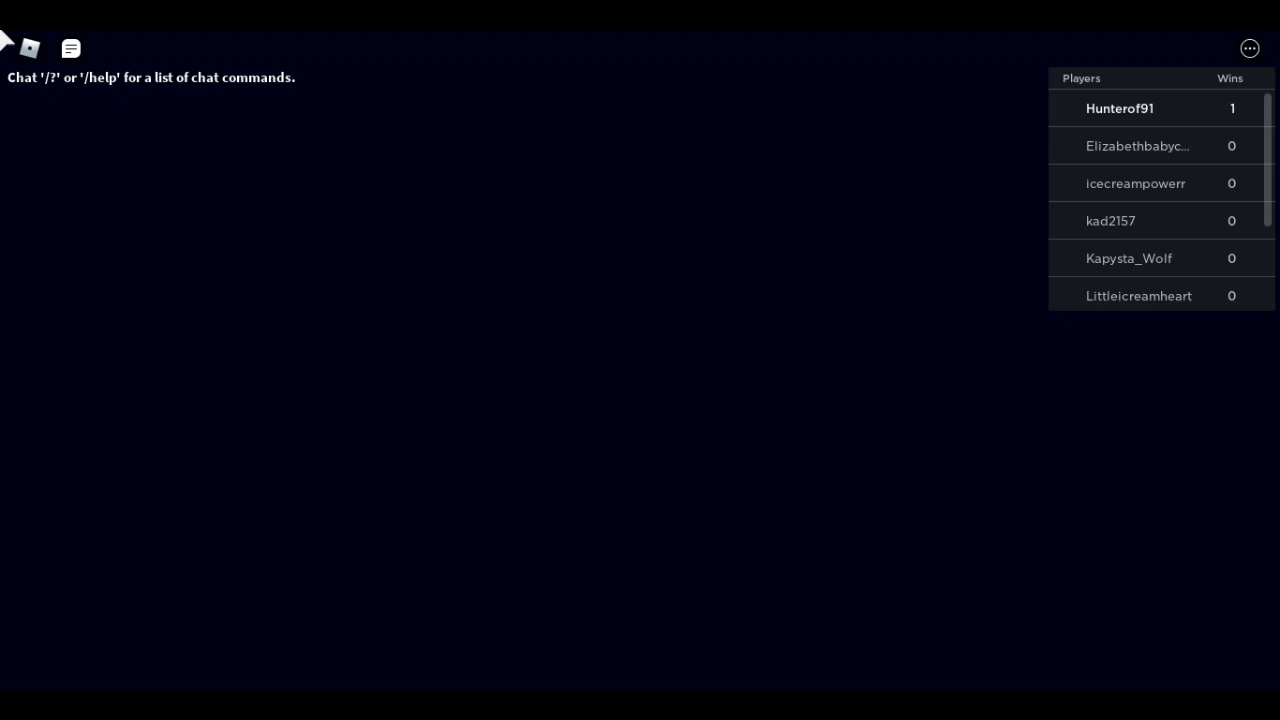 Chat '/?' or '/help' for a list of chat commands.
Players Wins
Hunterof91 1
Elizabethbabyc... 0
icecreampowerr 0
kad2157 0
Kapysta_Wolf 0
Littleicreamheart 0